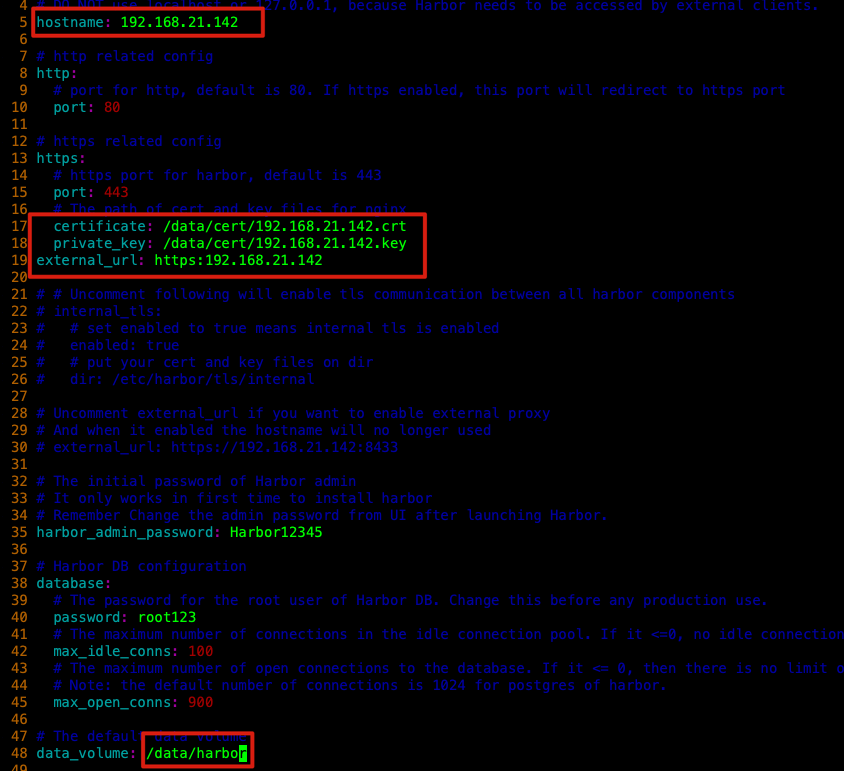 4 # DO NOT use localhost or 127.0.0.1, because Harbor needs to be accessed by external clients.
5 hostname: 192.168.21.142
6
7 # http related config
8 http:
9   # port for http, default is 80. If https enabled, this port will redirect to https port
10   port: 80
11
12 # https related config
13 https:
14   # https port for harbor, default is 443
15   port: 443
16   # The path of cert and key files for nginx
17   certificate: /data/cert/192.168.21.142.crt
18   private_key: /data/cert/192.168.21.142.key
19 external_url: https:192.168.21.142
20
21 # # Uncomment following will enable tls communication between all harbor components
22 # internal_tls:
23 #   # set enabled to true means internal tls is enabled
24 #   enabled: true
25 #   # put your cert and key files on dir
26 #   dir: /etc/harbor/tls/internal
27
28 # Uncomment external_url if you want to enable external proxy
29 # And when it enabled the hostname will no longer used
30 # external_url: https://192.168.21.142:8433
31
32 # The initial password of Harbor admin
33 # It only works in first time to install harbor
34 # Remember Change the admin password from UI after launching Harbor.
35 harbor_admin_password: Harbor12345
36
37 # Harbor DB configuration
38 database:
39   # The password for the root user of Harbor DB. Change this before any production use.
40   password: root123
41   # The maximum number of connections in the idle connection pool. If it <=0, no idle connection
42   max_idle_conns: 100
43   # The maximum number of open connections to the database. If it <= 0, then there is no limit o
44   # Note: the default number of connections is 1024 for postgres of harbor.
45   max_open_conns: 900
46
47 # The default data volume
48 data_volume: /data/harbor
49